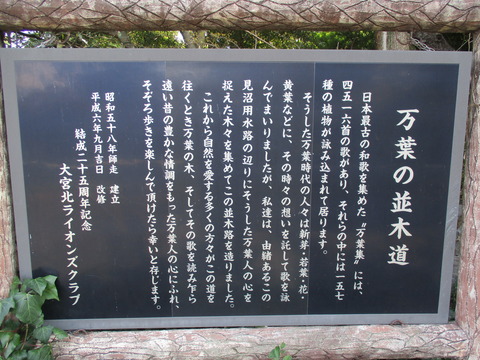 万葉の並木道
日本最古の和歌を集めた〝万葉集〟には、
四五一六首の歌があり、それらの中には一五七
種の植物が詠み込まれて居ります。
そうした万葉時代の人々は新芽・若葉・花・
黄葉などに、その時々の想いを託して歌を詠
んでまいりましたが、私達は、由緒あるこの
見沼用水路の辺りにそうした万葉人の心を
捉えた木々を集めてこの並木路を造りました。
これから自然を愛する多くの方々がこの道を
往くとき万葉の木、そしてその歌を読み乍ら
遠い昔の豊かな情調をもった万葉人の心にふれ、
そぞろ歩きを楽しんで頂けたら幸いと存じます。
昭和五十八年師走 建立
平成六年九月吉日 改修
結成二十五周年記念
大宮北ライオンズクラブ